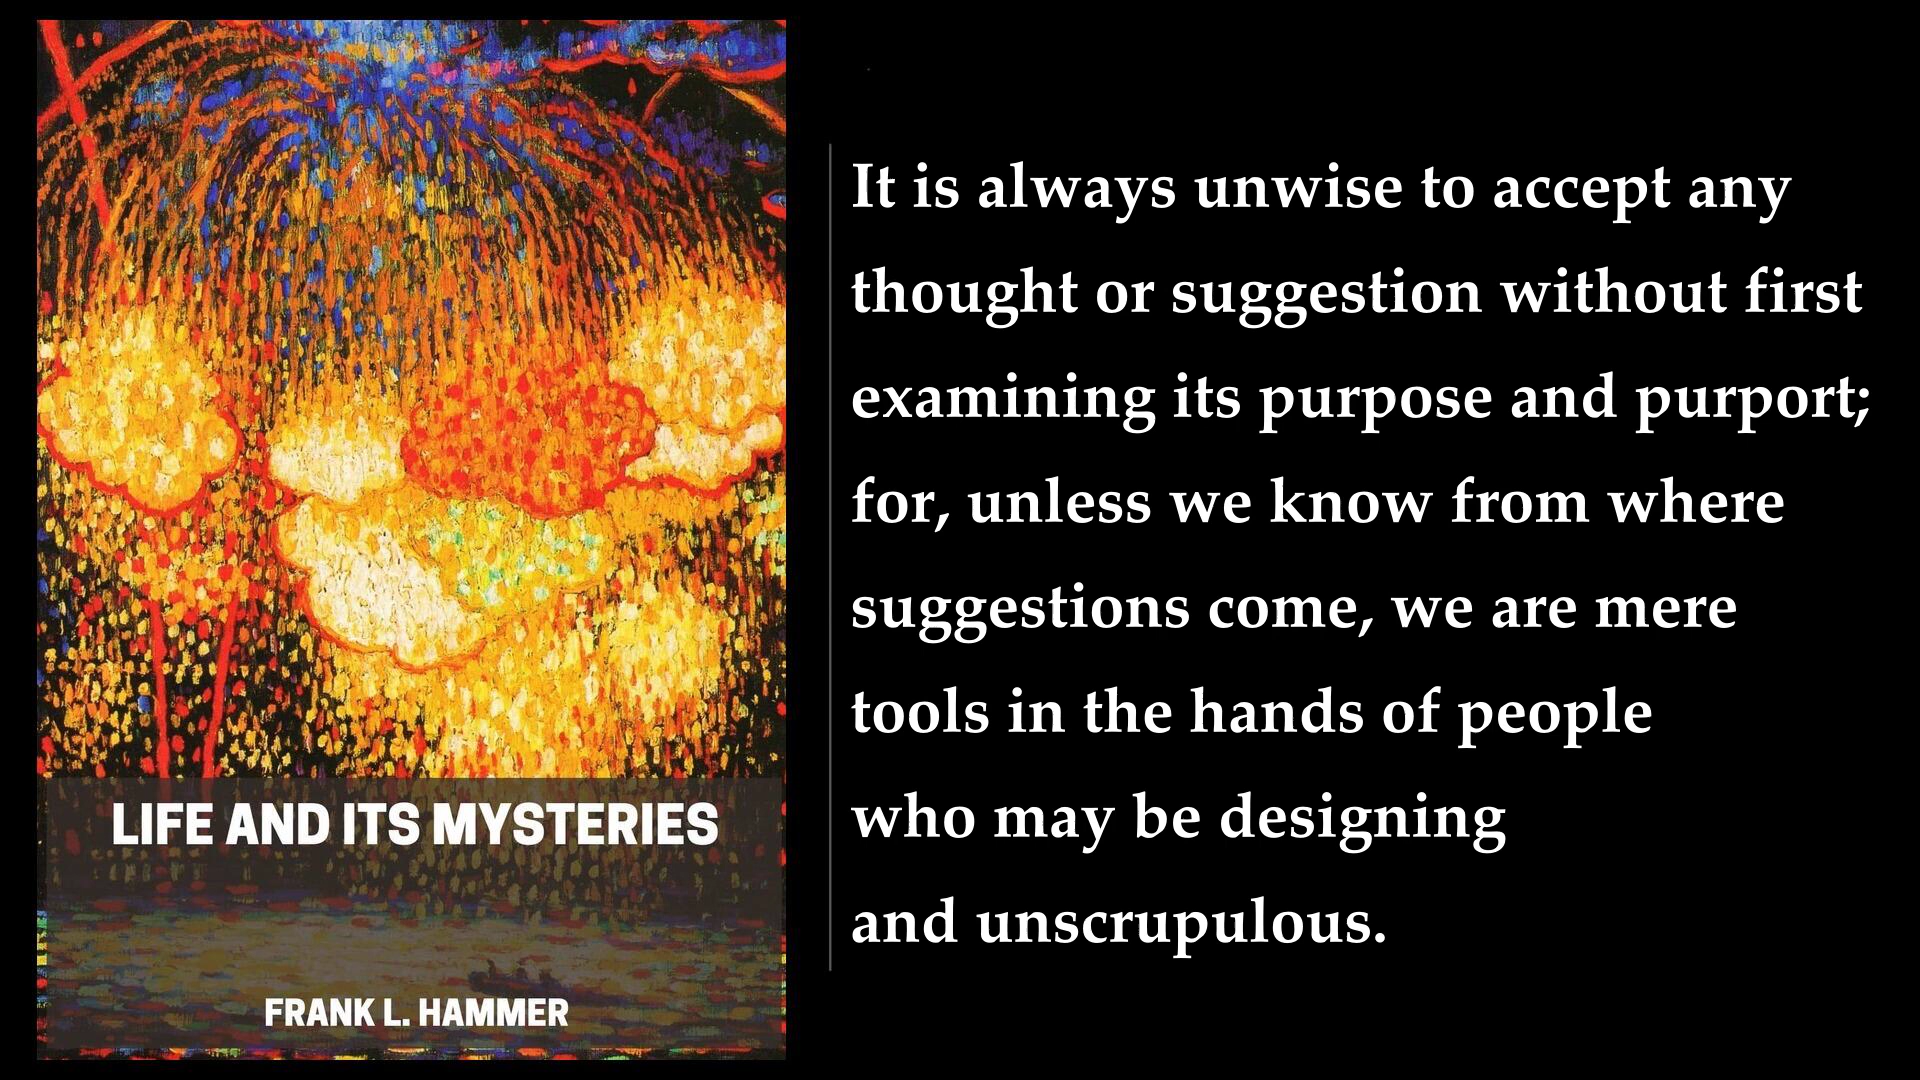 LIFE AND ITS MYSTERIES
FRANK L. HAMMER
It is always unwise to accept any
thought or suggestion without first
examining its purpose and purport;
for, unless we know from where
suggestions come, we are mere
tools in the hands of people
who may be designing
and unscrupulous.